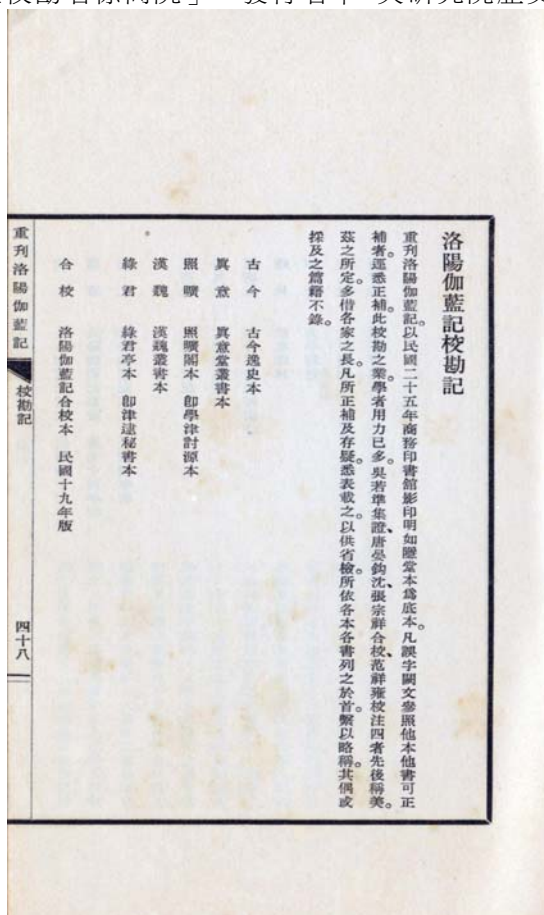 洛陽伽藍記校勘記
重刊洛陽伽藍記。以民國二十五年商務印書館影印明如隱堂本爲底本。凡誤字闕文參照他本他書可正
補者。逕悉正補。此校勘之業。學者用力已多。吳若準集證、唐晏鈎沈、張宗祥合校、范祥雍校注四者先後稱美。
茲之所定。多借各家之長。凡所正補及存疑。悉表載之。以供省檢。所依各本各書列之於首。繫以略稱。其偶或
採及之篇籍不錄。
古今 古今逸史本
眞意 眞意堂叢書本
照曠 照曠閣本 卽學津討源本
漢魏 漢魏叢書本
綠君 綠君亭本 卽津逮秘書本
合校 洛陽伽藍記合校本 民國十九年版
重刊洛陽伽藍記 校勘記 四十八